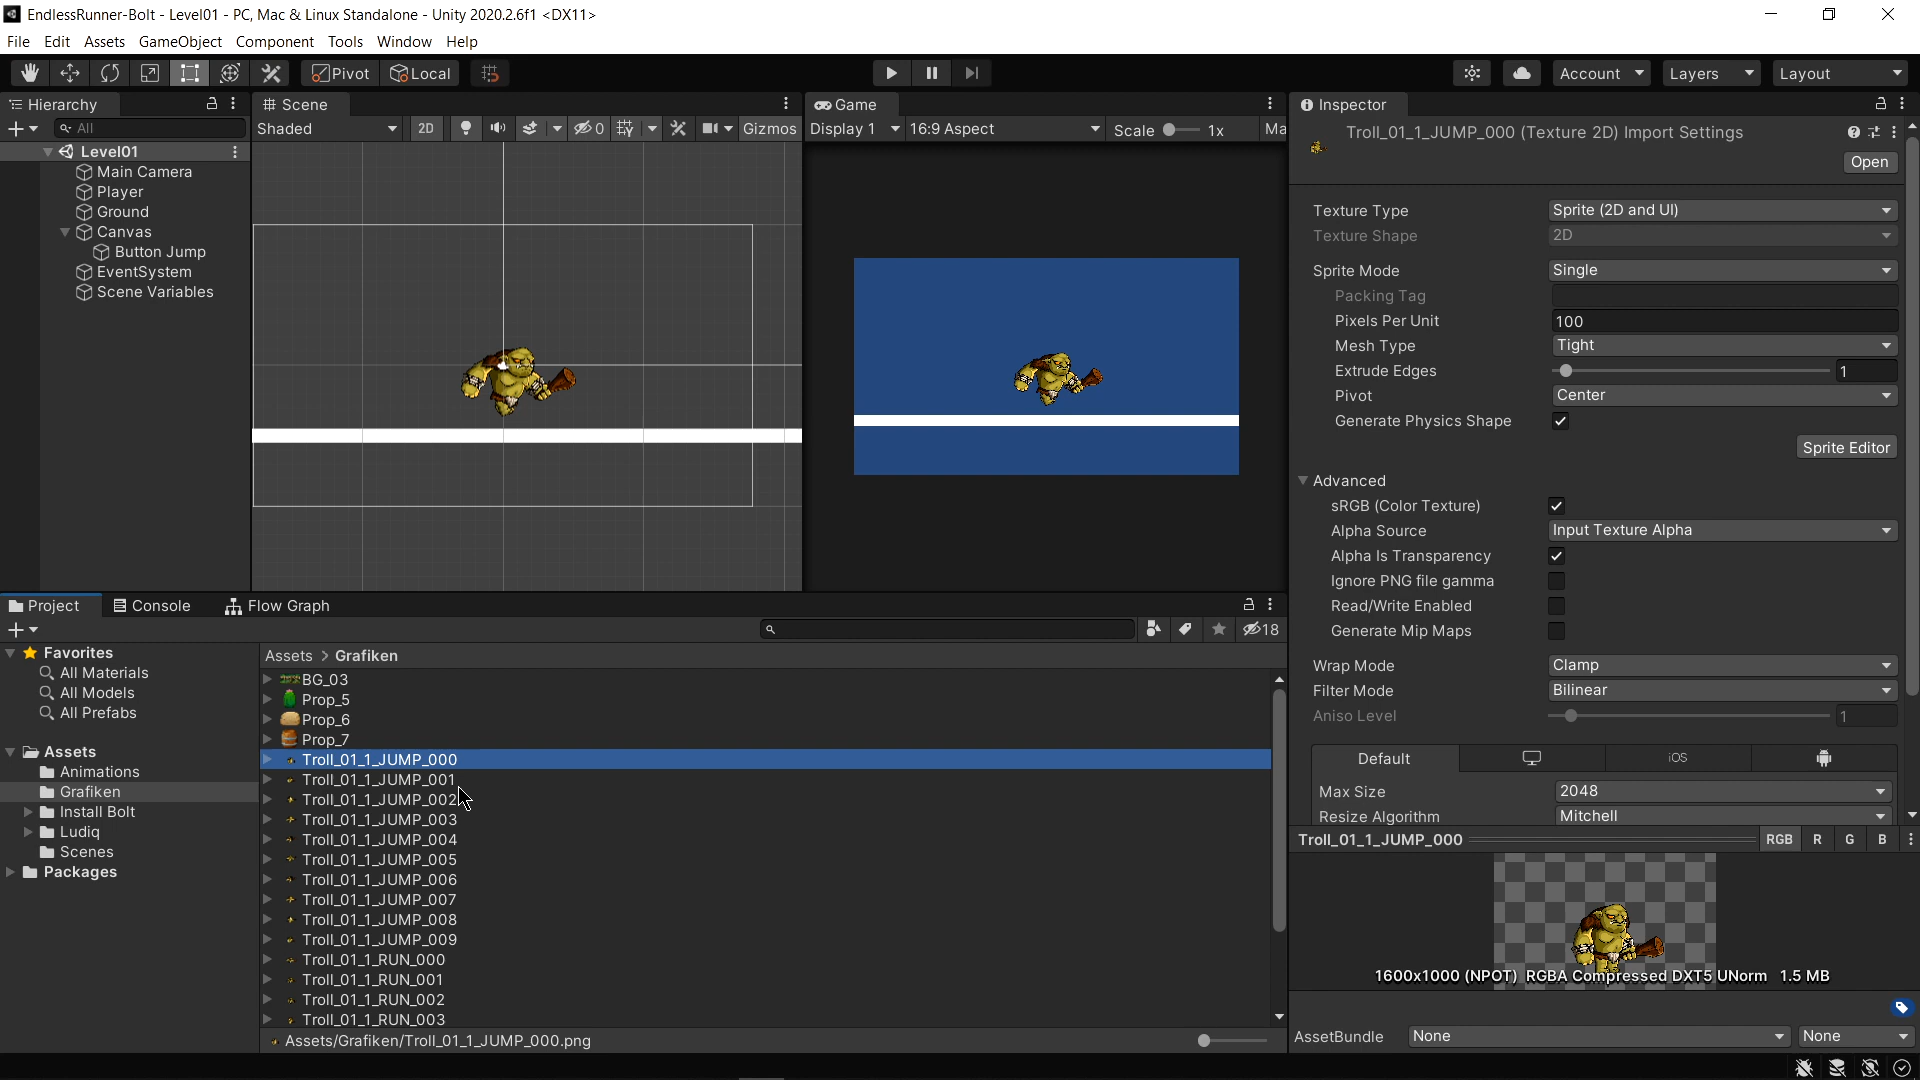 EndlessRunner-Bolt - Level01 - PC, Mac & Linux Standalone - Unity 2020.2.6f1 <DX11>
File Edit Assets GameObject Component Tools Window Help
Pivot Local Account Layers Layout
Hierarchy
All
Level01
Main Camera
Player
Ground
Canvas
Button Jump
EventSystem
Scene Variables
Scene
Shaded 2D 0 Gizmos
Game
Display 1 16:9 Aspect Scale 1x Ma
Inspector
Troll_01_1_JUMP_000 (Texture 2D) Import Settings
Open
Texture Type Sprite (2D and UI)
Texture Shape 2D
Sprite Mode Single
Packing Tag
Pixels Per Unit 100
Mesh Type Tight
Extrude Edges 1
Pivot Center
Generate Physics Shape
Sprite Editor
Advanced
sRGB (Color Texture)
Alpha Source Input Texture Alpha
Alpha Is Transparency
Ignore PNG file gamma
Read/Write Enabled
Generate Mip Maps
Wrap Mode Clamp
Filter Mode Bilinear
Aniso Level 1
Default iOS
Max Size 2048
Resize Algorithm Mitchell
Troll_01_1_JUMP_000 RGB R G B
1600x1000 (NPOT) RGBA Compressed DXT5 UNorm 1.5 MB
AssetBundle None None
Project Console Flow Graph
18
Favorites
All Materials
All Models
All Prefabs
Assets
Animations
Grafiken
Install Bolt
Ludiq
Scenes
Packages
Assets > Grafiken
BG_03
Prop_5
Prop_6
Prop_7
Troll_01_1_JUMP_000
Troll_01_1_JUMP_001
Troll_01_1_JUMP_002
Troll_01_1_JUMP_003
Troll_01_1_JUMP_004
Troll_01_1_JUMP_005
Troll_01_1_JUMP_006
Troll_01_1_JUMP_007
Troll_01_1_JUMP_008
Troll_01_1_JUMP_009
Troll_01_1_RUN_000
Troll_01_1_RUN_001
Troll_01_1_RUN_002
Troll_01_1_RUN_003
Assets/Grafiken/Troll_01_1_JUMP_000.png